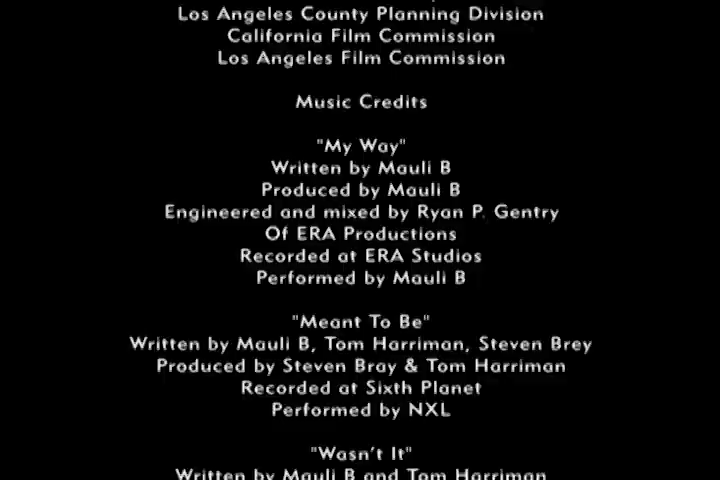 Los Angeles County Planning Division
California Film Commission
Los Angeles Film Commission
Music Credits
"My Way"
Written by Mauli B
Produced by Mauli B
Engineered and mixed by Ryan P. Gentry
Of ERA Productions
Recorded at ERA Studios
Performed by Mauli B
"Meant To Be"
Written by Mauli B, Tom Harriman, Steven Brey
Produced by Steven Bray & Tom Harriman
Recorded at Sixth Planet
Performed by NXL
"Wasn't It"
Written by Mauli B and Tom Harriman